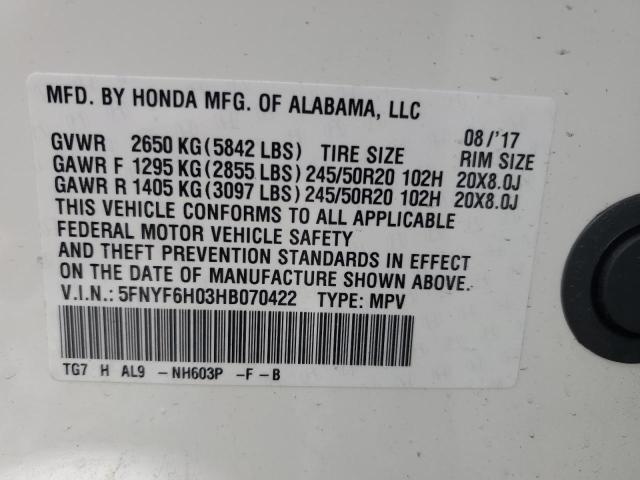 MFD. BY HONDA MFG. OF ALABAMA, LLC
08/'17
GVWR 2650 KG (5842 LBS) TIRE SIZE RIM SIZE
GAWR F 1295 KG (2855 LBS) 245/50R20 102H 20X8.0J
GAWR R 1405 KG (3097 LBS) 245/50R20 102H 20X8.0J
THIS VEHICLE CONFORMS TO ALL APPLICABLE
FEDERAL MOTOR VEHICLE SAFETY
AND THEFT PREVENTION STANDARDS IN EFFECT
ON THE DATE OF MANUFACTURE SHOWN ABOVE.
V.I.N.: 5FNYF6H03HB070422 TYPE: MPV
TG7 H AL9 -NH603P -F -B